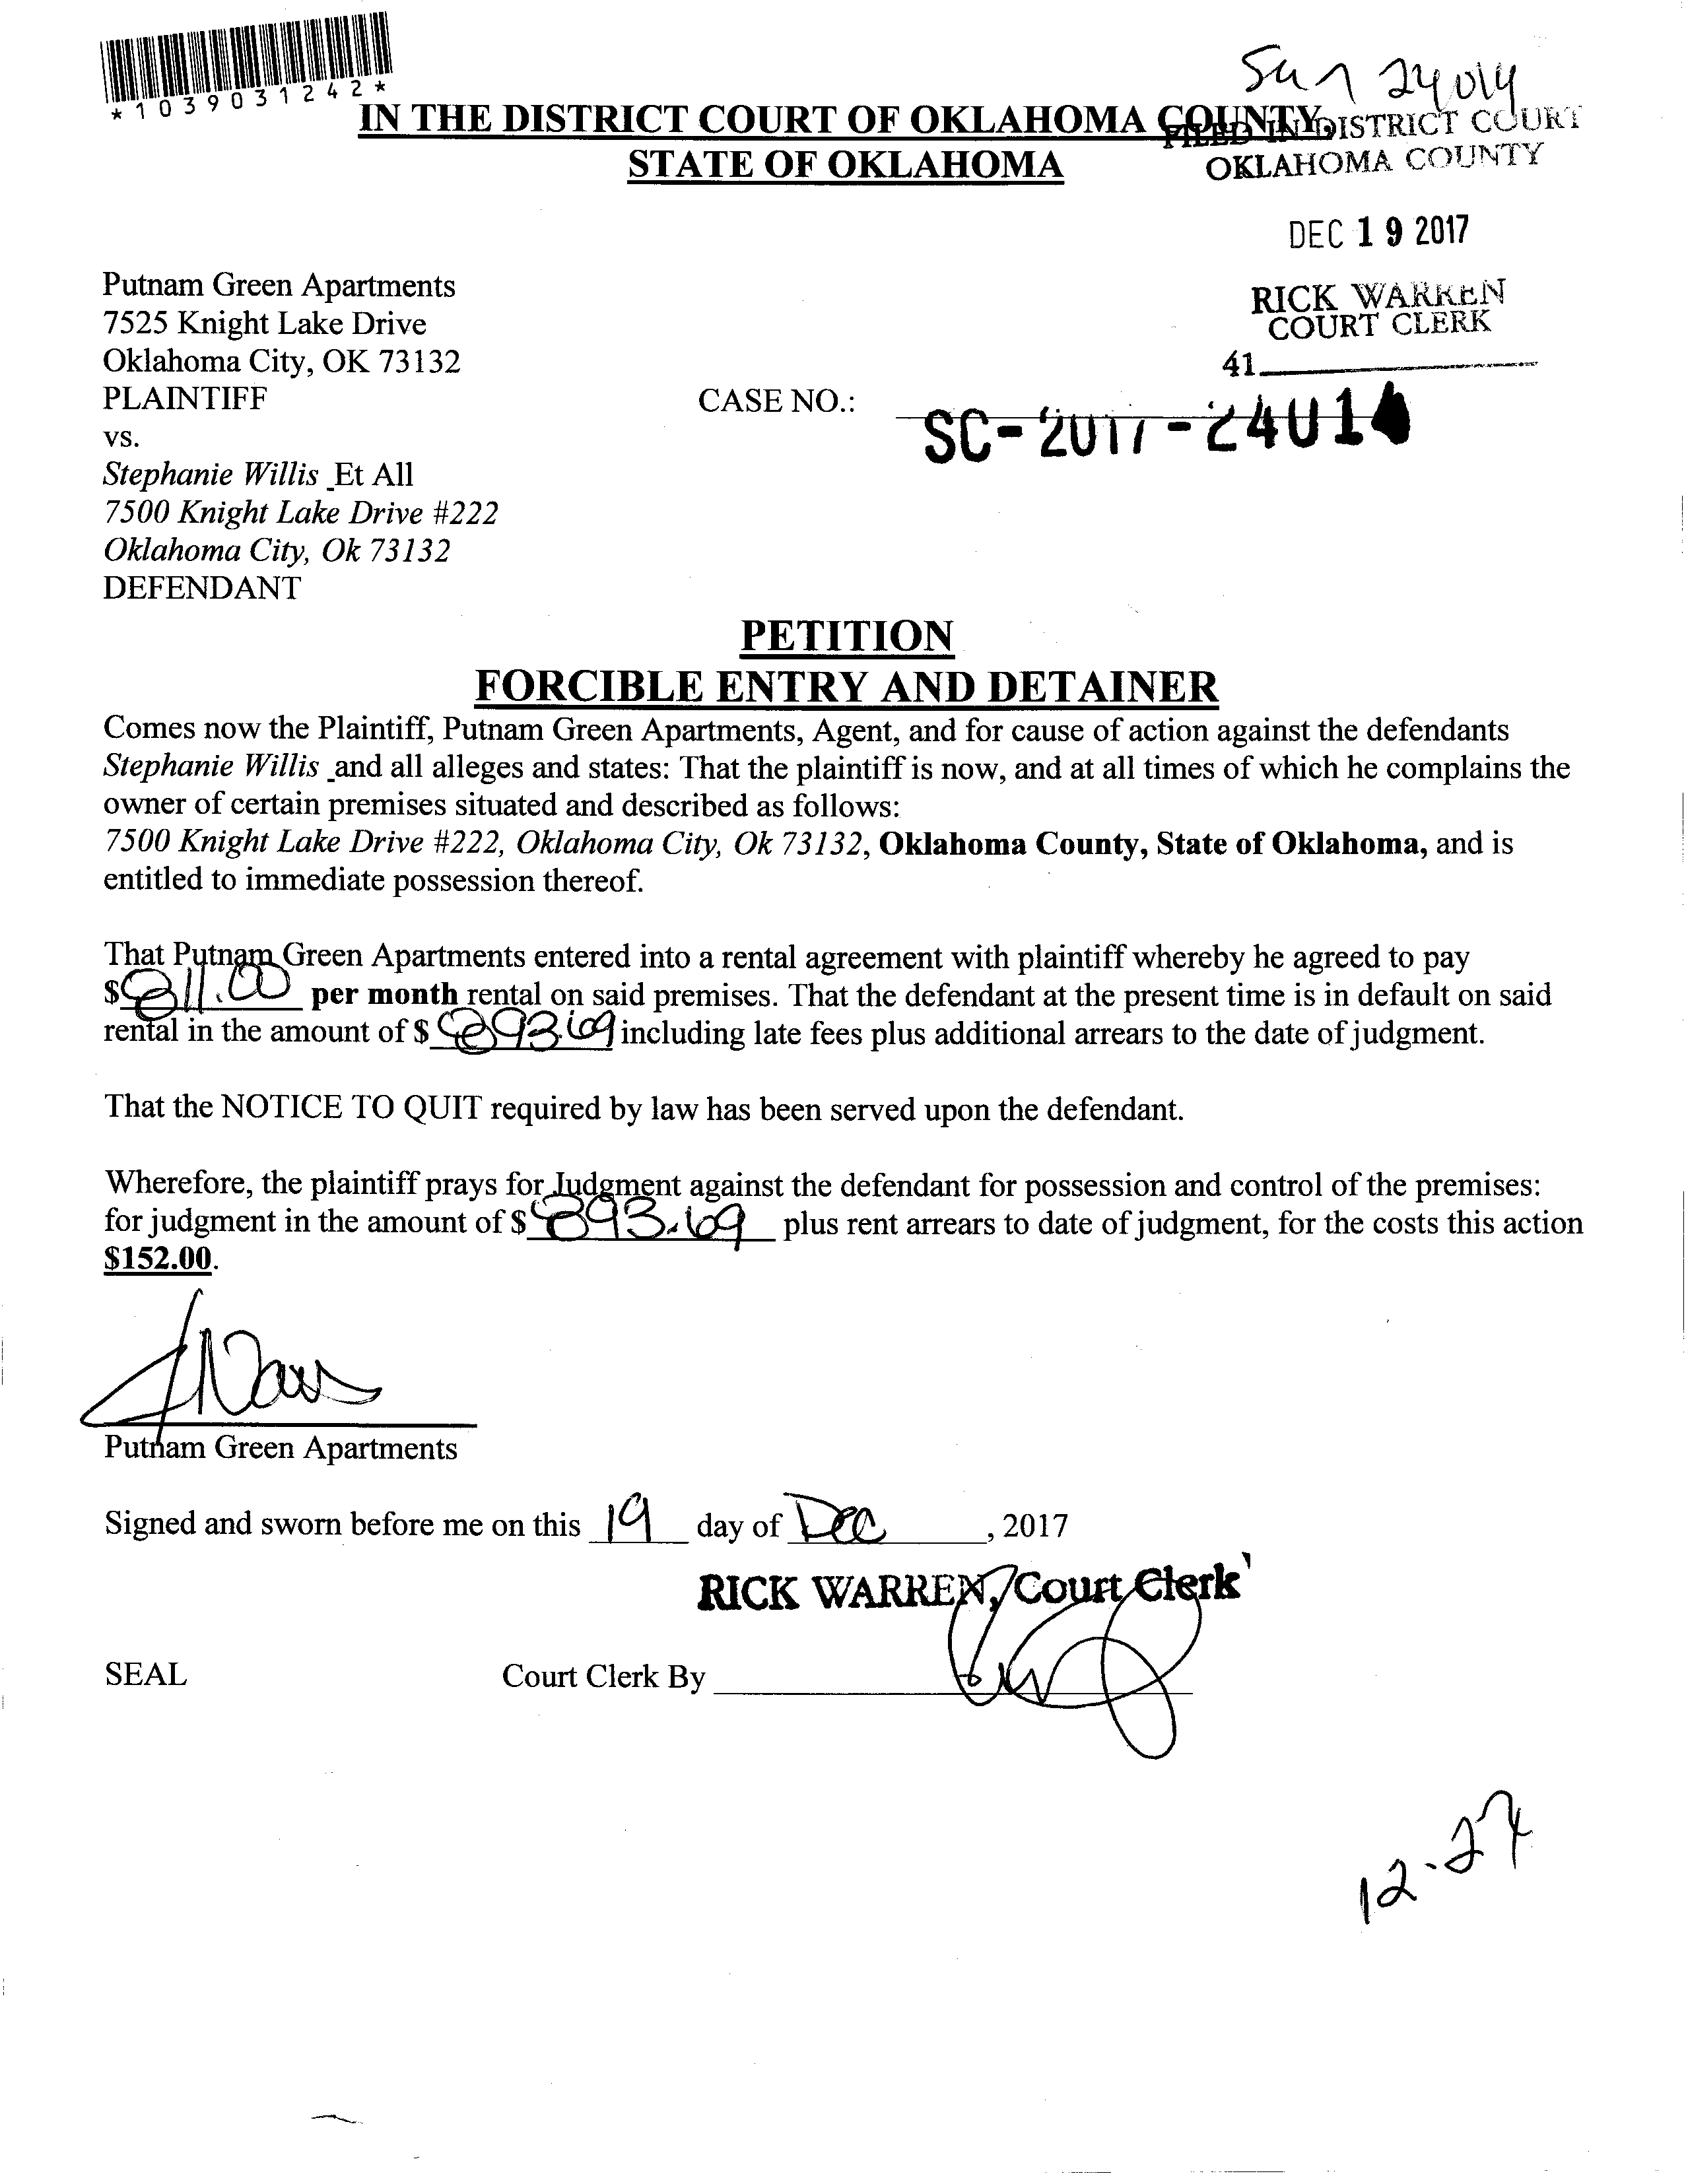 *1039031242*
Sun 24014
IN THE DISTRICT COURT OF OKLAHOMA COUNTY,
FILED IN DISTRICT COURT
STATE OF OKLAHOMA
OKLAHOMA COUNTY
DEC 19 2017
RICK WARREN
COURT CLERK
41
Putnam Green Apartments
7525 Knight Lake Drive
Oklahoma City, OK 73132
PLAINTIFF
CASE NO.: SC-2017-24014
vs.
Stephanie Willis Et All
7500 Knight Lake Drive #222
Oklahoma City, Ok 73132
DEFENDANT
PETITION
FORCIBLE ENTRY AND DETAINER
Comes now the Plaintiff, Putnam Green Apartments, Agent, and for cause of action against the defendants
Stephanie Willis and all alleges and states: That the plaintiff is now, and at all times of which he complains the
owner of certain premises situated and described as follows:
7500 Knight Lake Drive #222, Oklahoma City, Ok 73132, Oklahoma County, State of Oklahoma, and is
entitled to immediate possession thereof.
That Putnam Green Apartments entered into a rental agreement with plaintiff whereby he agreed to pay
$811.00 per month rental on said premises. That the defendant at the present time is in default on said
rental in the amount of $ 893.69 including late fees plus additional arrears to the date of judgment.
That the NOTICE TO QUIT required by law has been served upon the defendant.
Wherefore, the plaintiff prays for Judgment against the defendant for possession and control of the premises:
for judgment in the amount of $ 893.69 plus rent arrears to date of judgment, for the costs this action
$152.00.
Putnam Green Apartments
Signed and sworn before me on this 19 day of Dec, 2017
RICK WARREN, Court Clerk
SEAL
Court Clerk By
12-27